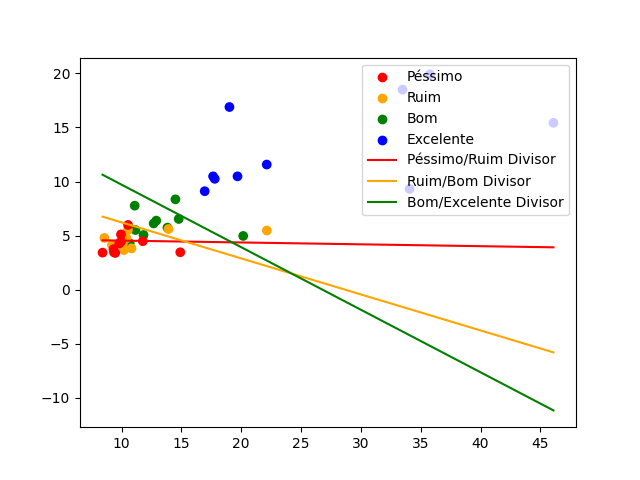 20
15
10
5
0
−5
−10
10
15
20
25
30
35
40
45
Péssimo
Ruim
Bom
Excelente
Péssimo/Ruim Divisor
Ruim/Bom Divisor
Bom/Excelente Divisor